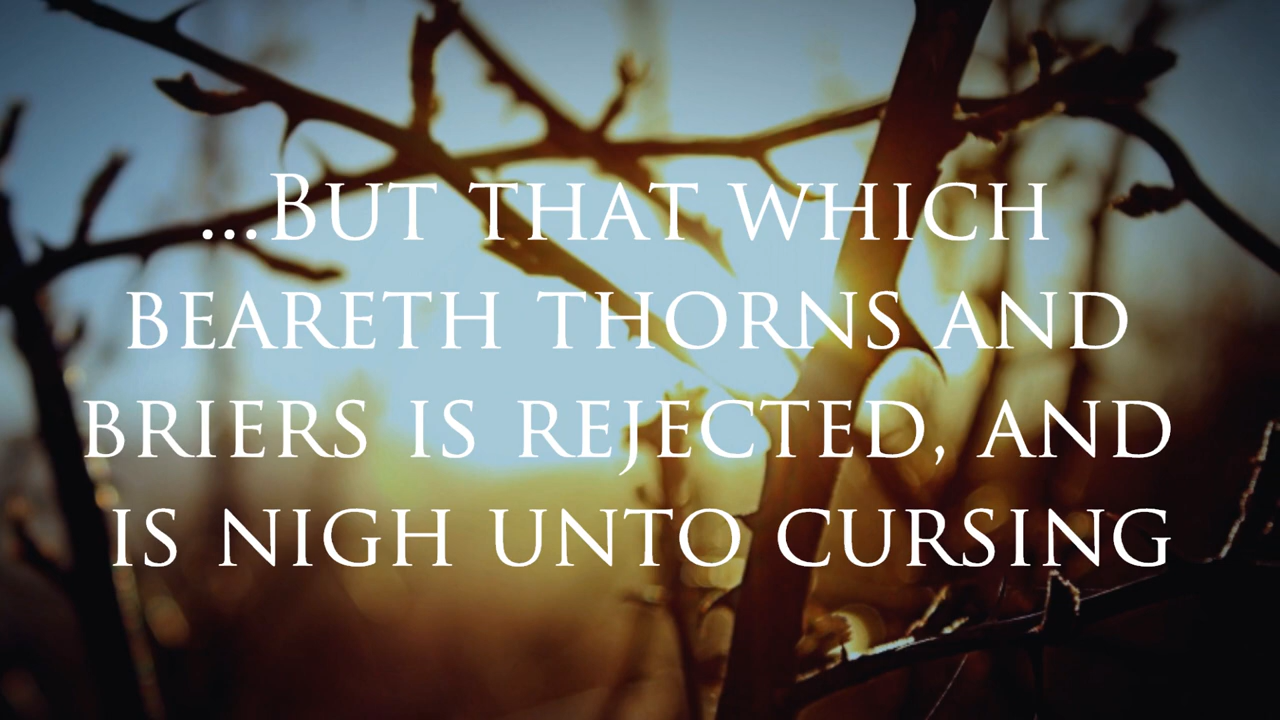 ...But that which
beareth thorns and
briers is rejected, and
is nigh unto cursing